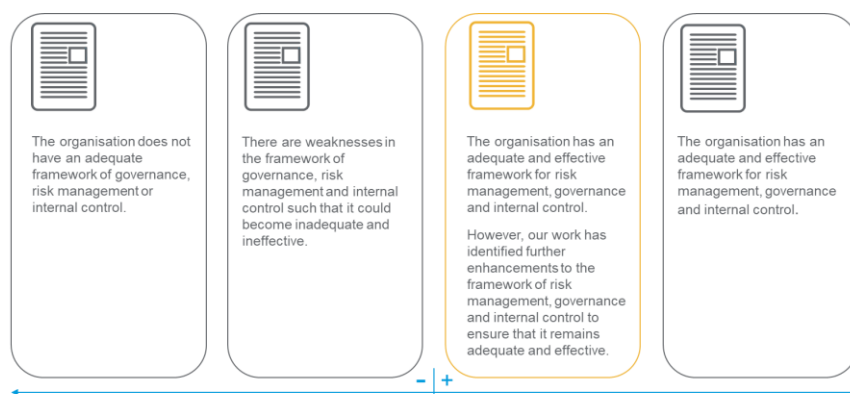 The organisation does not
have an adequate
framework of governance,
risk management or
internal control.
There are weaknesses in
the framework of
governance, risk
management and internal
control such that it could
become inadequate and
ineffective.
The organisation has an
adequate and effective
framework for risk
management, governance
and internal control.
However, our work has
identified further
enhancements to the
framework of risk
management, governance
and internal control to
ensure that it remains
adequate and effective.
The organisation has an
adequate and effective
framework for risk
management, governance
and internal control.
- +